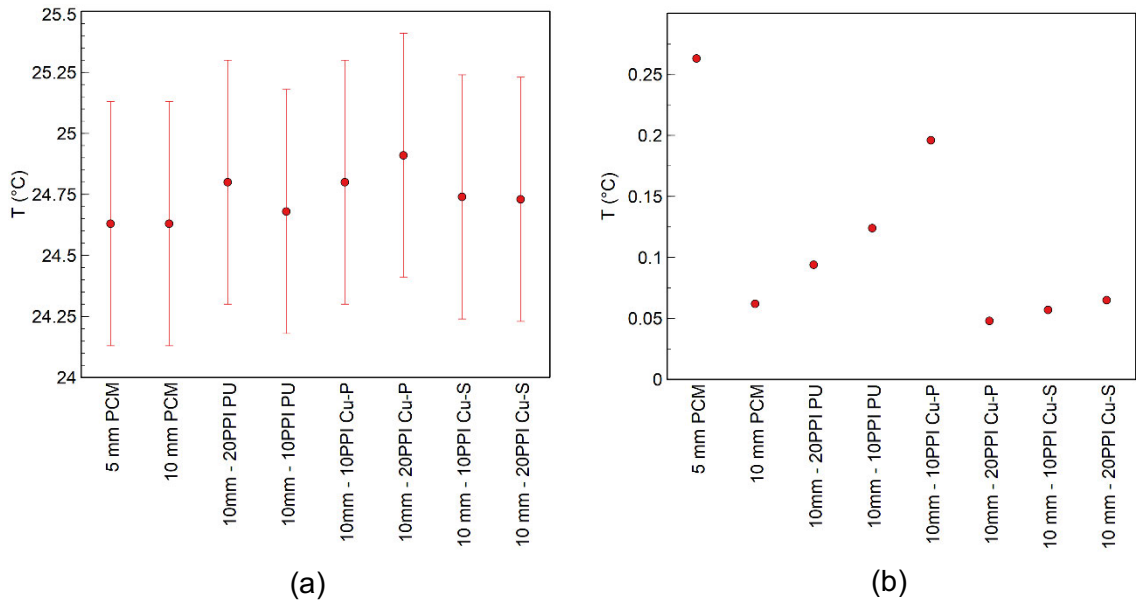 25.5
25.25
25
24.75
24.5
24.25
24
T (°C)
5 mm PCM
10 mm PCM
10mm - 20PPI PU
10mm - 10PPI PU
10mm - 10PPI Cu-P
10mm - 20PPI Cu-P
10 mm - 10PPI Cu-S
10 mm - 20PPI Cu-S
(a)
0.25
0.2
0.15
0.1
0.05
0
T (°C)
5 mm PCM
10 mm PCM
10mm - 20PPI PU
10mm - 10PPI PU
10mm - 10PPI Cu-P
10mm - 20PPI Cu-P
10 mm - 10PPI Cu-S
10 mm - 20PPI Cu-S
(b)